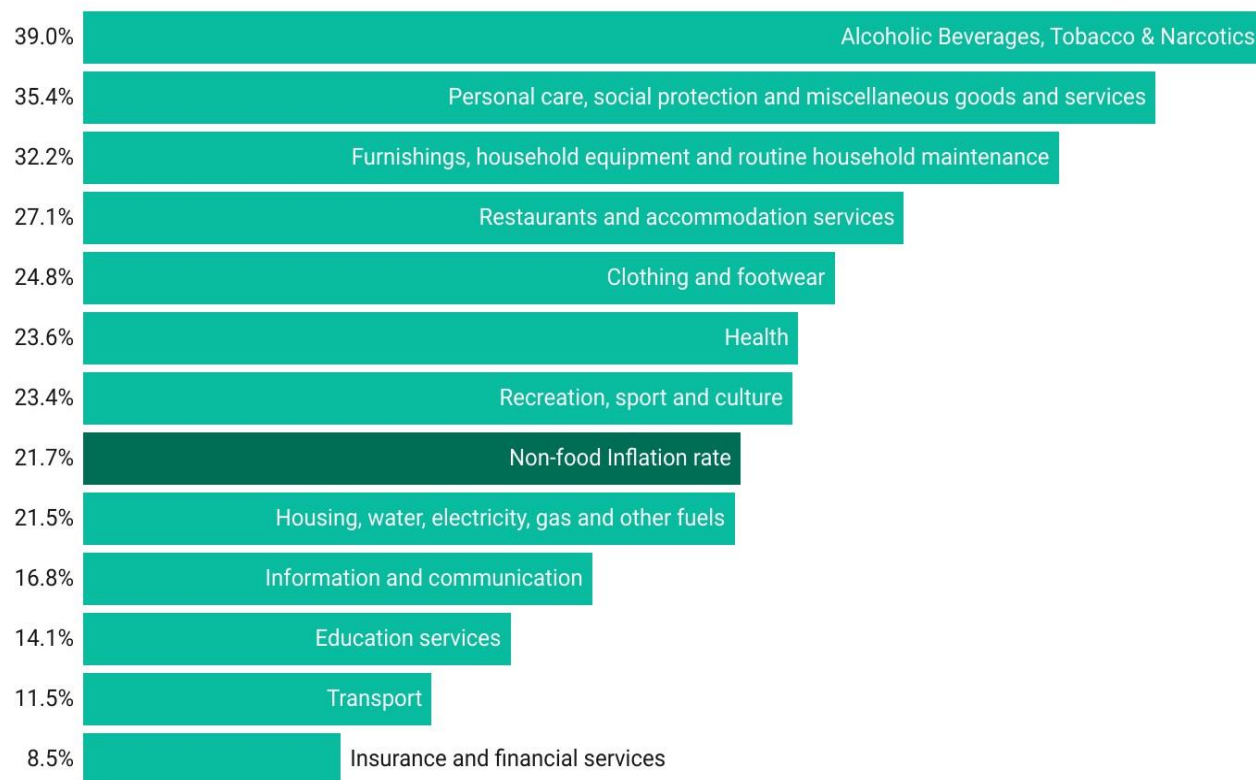 39.0% Alcoholic Beverages, Tobacco & Narcotics
35.4% Personal care, social protection and miscellaneous goods and services
32.2% Furnishings, household equipment and routine household maintenance
27.1% Restaurants and accommodation services
24.8% Clothing and footwear
23.6% Health
23.4% Recreation, sport and culture
21.7% Non-food Inflation rate
21.5% Housing, water, electricity, gas and other fuels
16.8% Information and communication
14.1% Education services
11.5% Transport
8.5% Insurance and financial services